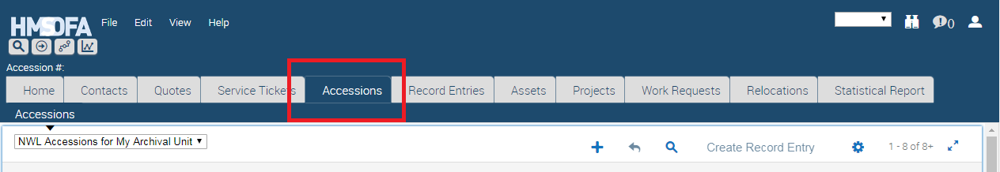 HMSOFA File Edit View Help 0
Accession #:
Home Contacts Quotes Service Tickets Accessions Record Entries Assets Projects Work Requests Relocations Statistical Report
Accessions
NWL Accessions for My Archival Unit Create Record Entry 1 - 8 of 8+